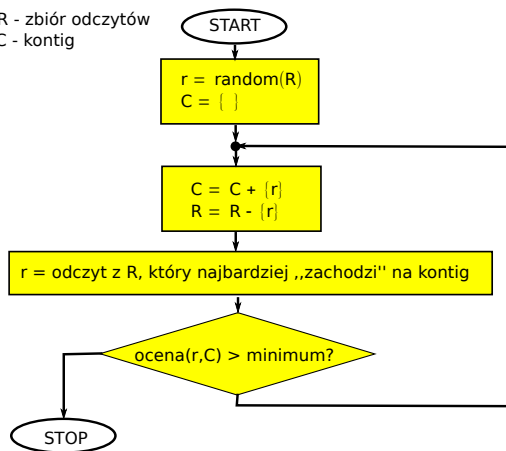 R - zbiór odczytów
C - kontig
START
r = random(R)
C = { }
C = C + {r}
R = R - {r}
r = odczyt z R, który najbardziej ,,zachodzi'' na kontig
ocena(r,C) > minimum?
STOP